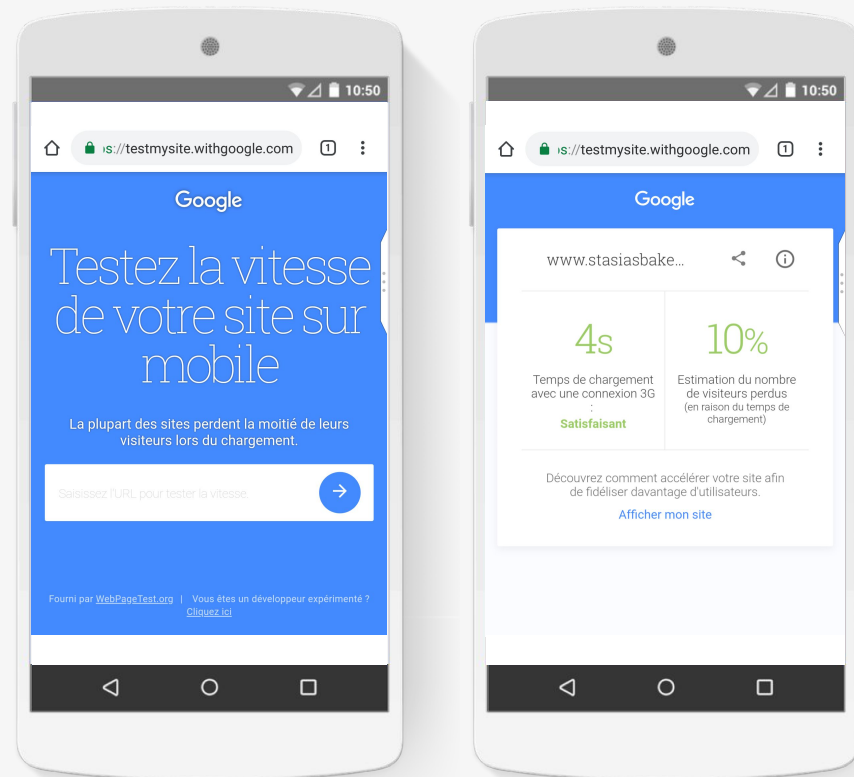 10:50
s://testmysite.withgoogle.com
1
Google
Testez la vitesse
de votre site sur
mobile
La plupart des sites perdent la moitié de leurs
visiteurs lors du chargement.
Saisissez l'URL pour tester la vitesse.
Fourni par WebPageTest.org | Vous êtes un développeur expérimenté ?
Cliquez ici
10:50
s://testmysite.withgoogle.com
1
Google
www.stasiasbake...
4s
Temps de chargement
avec une connexion 3G
:
Satisfaisant
10%
Estimation du nombre
de visiteurs perdus
(en raison du temps de
chargement)
Découvrez comment accélérer votre site afin
de fidéliser davantage d'utilisateurs.
Afficher mon site